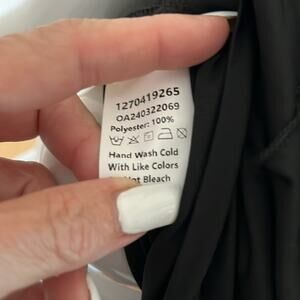 1270419265
OA240322069
Polyester: 100%
Hand Wash Cold
With Like Colors
Not Bleach